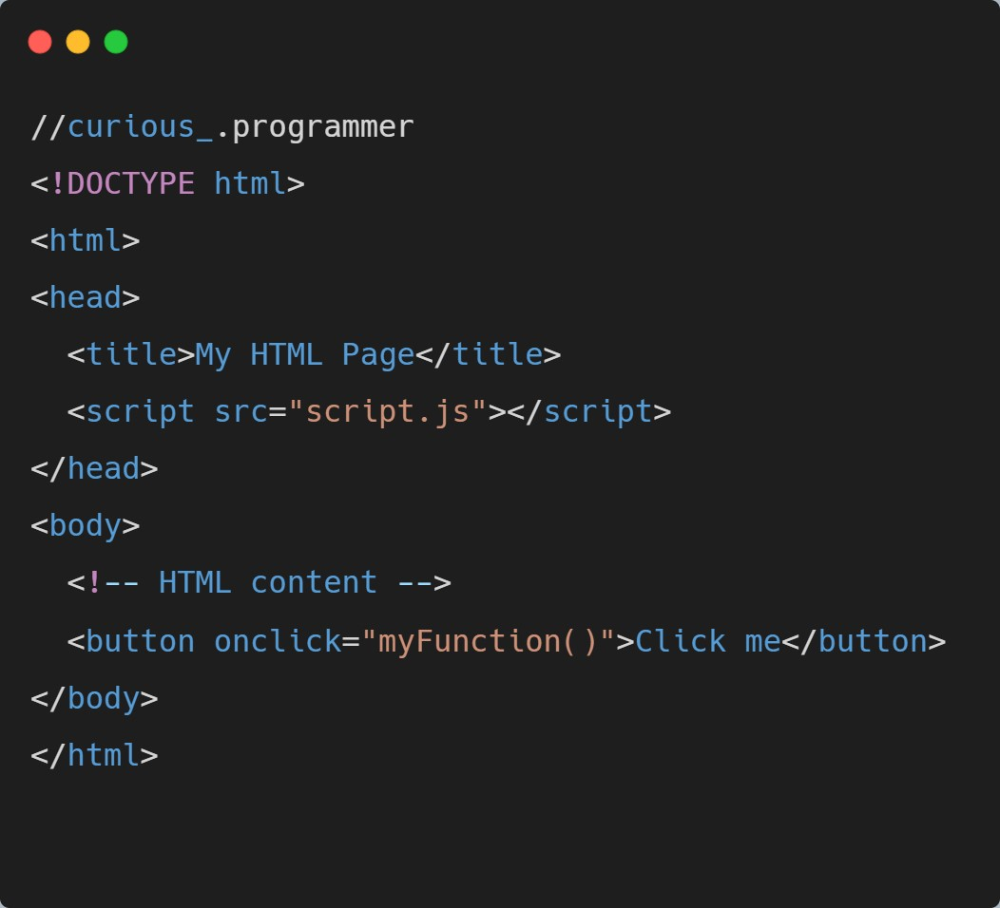 //curious_.programmer
<!DOCTYPE html>
<html>
<head>
  <title>My HTML Page</title>
  <script src="script.js"></script>
</head>
<body>
  <!-- HTML content -->
  <button onclick="myFunction()">Click me</button>
</body>
</html>